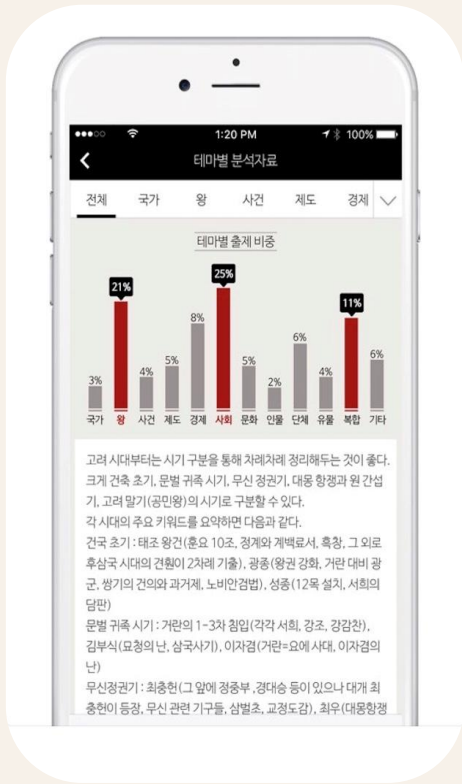 1:20 PM 100%
테마별 분석자료
전체 국가 왕 사건 제도 경제
테마별 출제 비중
3% 21% 4% 5% 8% 25% 5% 2% 6% 4% 11% 6%
국가 왕 사건 제도 경제 사회 문화 인물 단체 유물 복합 기타
고려 시대부터는 시기 구분을 통해 차례차례 정리해두는 것이 좋다.
크게 건축 초기, 문벌 귀족 시기, 무신 정권기, 대몽 항쟁과 원 간섭
기, 고려 말기(공민왕)의 시기로 구분할 수 있다.
각 시대의 주요 키워드를 요약하면 다음과 같다.
건국 초기 : 태조 왕건(훈요 10조, 정계와 계백료서, 흑창, 그 외로
후삼국 시대의 견훤이 2차례 기출), 광종(왕권 강화, 거란 대비 광
군, 쌍기의 건의와 과거제, 노비안검법), 성종(12목 설치, 서희의
담판)
문벌 귀족 시기 : 거란의 1-3차 침입(각각 서희, 강조, 강감찬),
김부식(묘청의 난, 삼국사기), 이자겸(거란=요에 사대, 이자겸의
난)
무신정권기 : 최충헌(그 앞에 정중부 ,경대승 등이 있으나 대개 최
충헌이 등장, 무신 관련 기구들, 삼별초, 교정도감), 최우(대몽항쟁